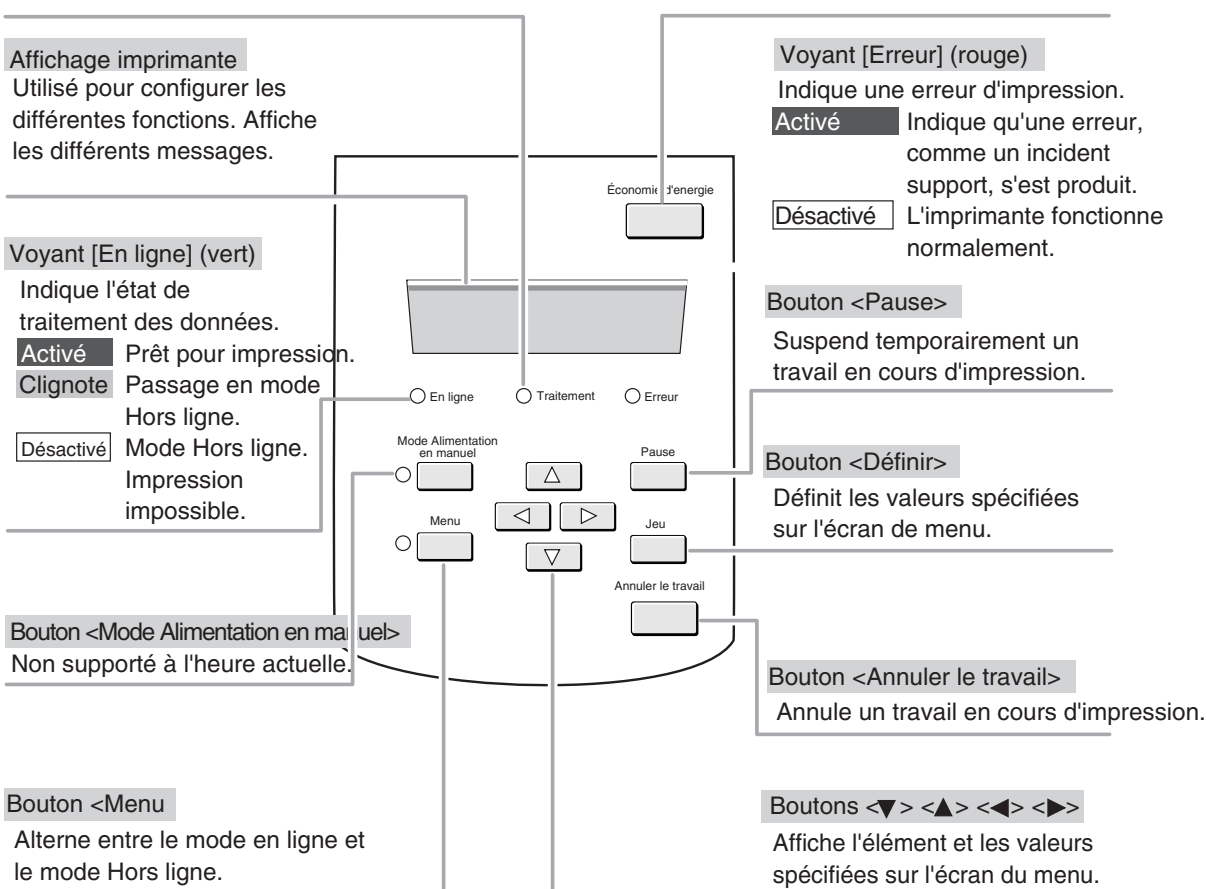 Affichage imprimante
Utilisé pour configurer les
différentes fonctions. Affiche
les différents messages.
Voyant [En ligne] (vert)
Indique l'état de
traitement des données.
Activé Prêt pour impression.
Clignote Passage en mode
Hors ligne.
Désactivé Mode Hors ligne.
Impression
impossible.
Bouton <Mode Alimentation en manuel>
Non supporté à l'heure actuelle.
Bouton <Menu
Alterne entre le mode en ligne et
le mode Hors ligne.
Économie d'energie
En ligne
Traitement
Erreur
Mode Alimentation
en manuel
Pause
Menu
Jeu
Annuler le travail
Voyant [Erreur] (rouge)
Indique une erreur d'impression.
Activé Indique qu'une erreur,
comme un incident
support, s'est produit.
Désactivé L'imprimante fonctionne
normalement.
Bouton <Pause>
Suspend temporairement un
travail en cours d'impression.
Bouton <Définir>
Définit les valeurs spécifiées
sur l'écran de menu.
Bouton <Annuler le travail>
Annule un travail en cours d'impression.
Boutons <▼> <▲> <◀> <▶>
Affiche l'élément et les valeurs
spécifiées sur l'écran du menu.